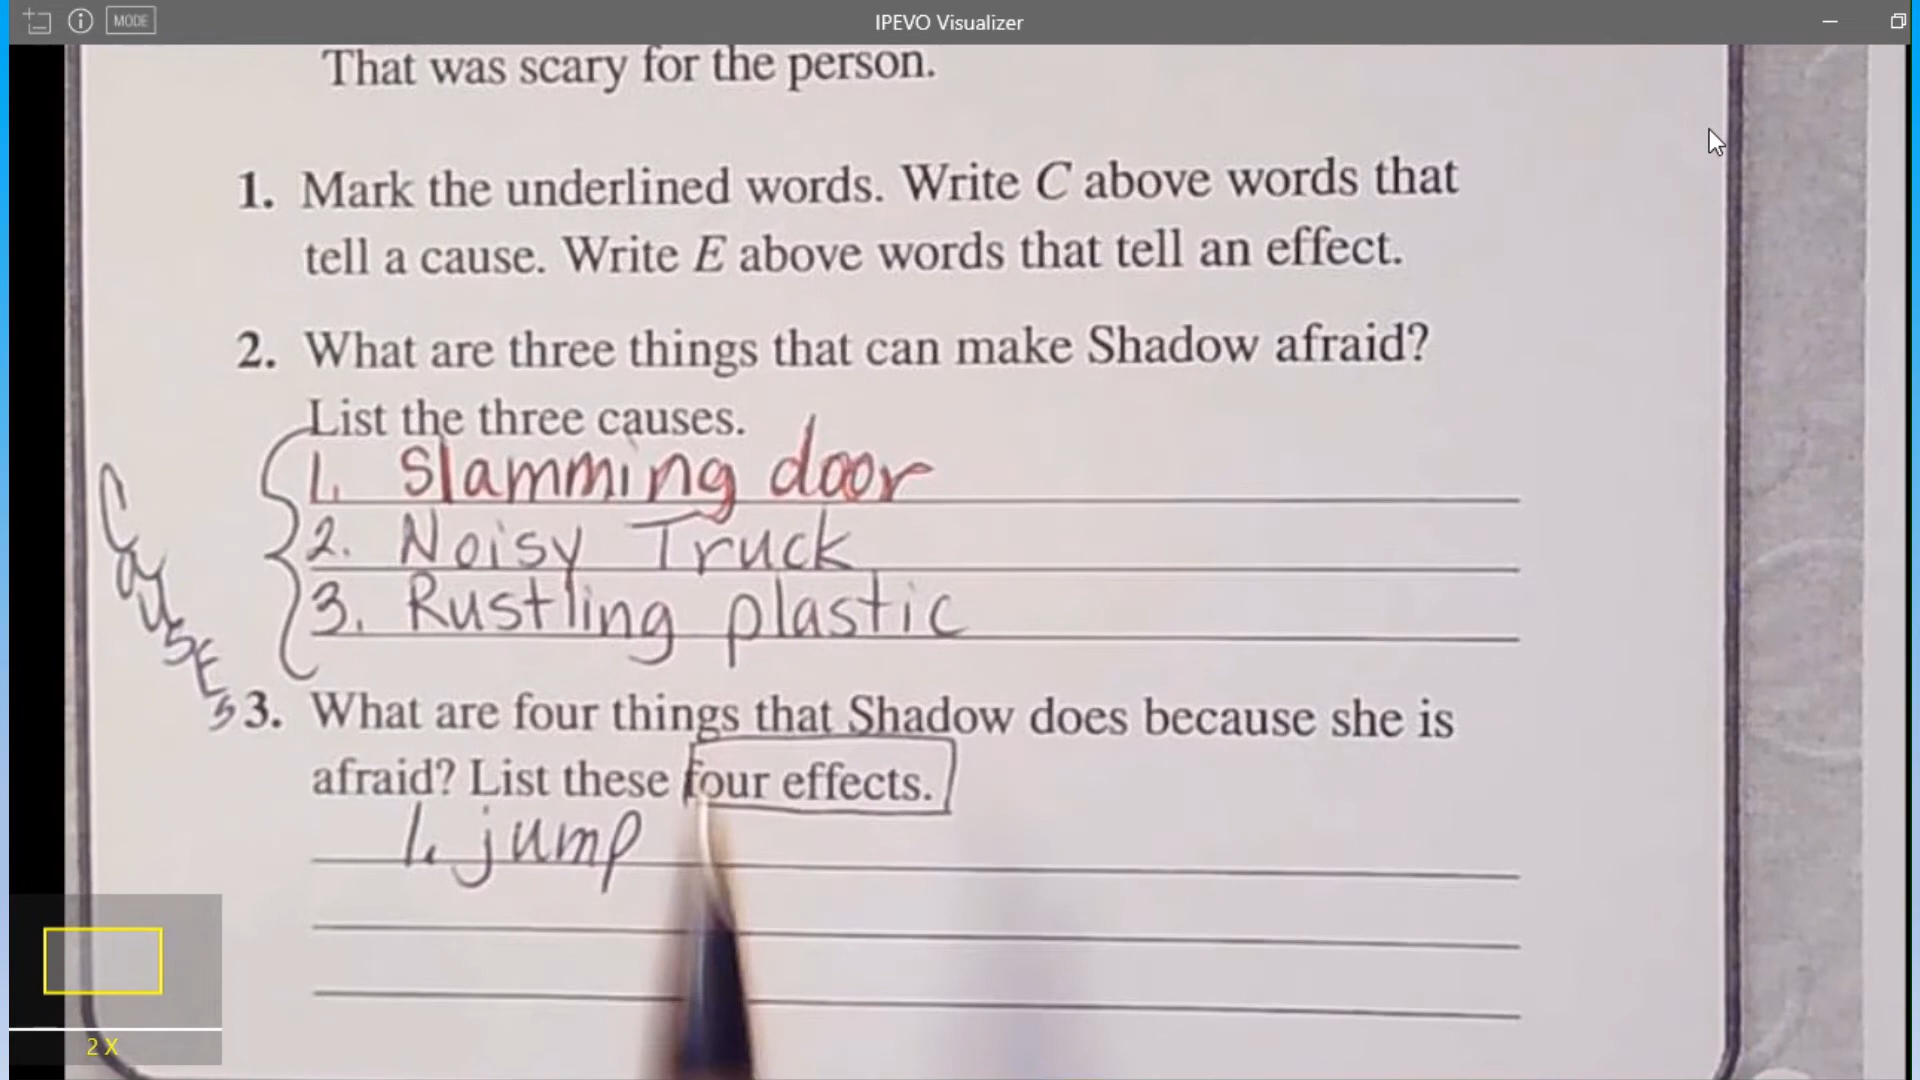 MODE
IPEVO Visualizer
That was scary for the person.
1. Mark the underlined words. Write C above words that
tell a cause. Write E above words that tell an effect.
2. What are three things that can make Shadow afraid?
List the three causes.
1. Slamming door
2. Noisy Truck
3. Rustling plastic
CauSEs
3. What are four things that Shadow does because she is
afraid? List these four effects.
1. jump
2 X